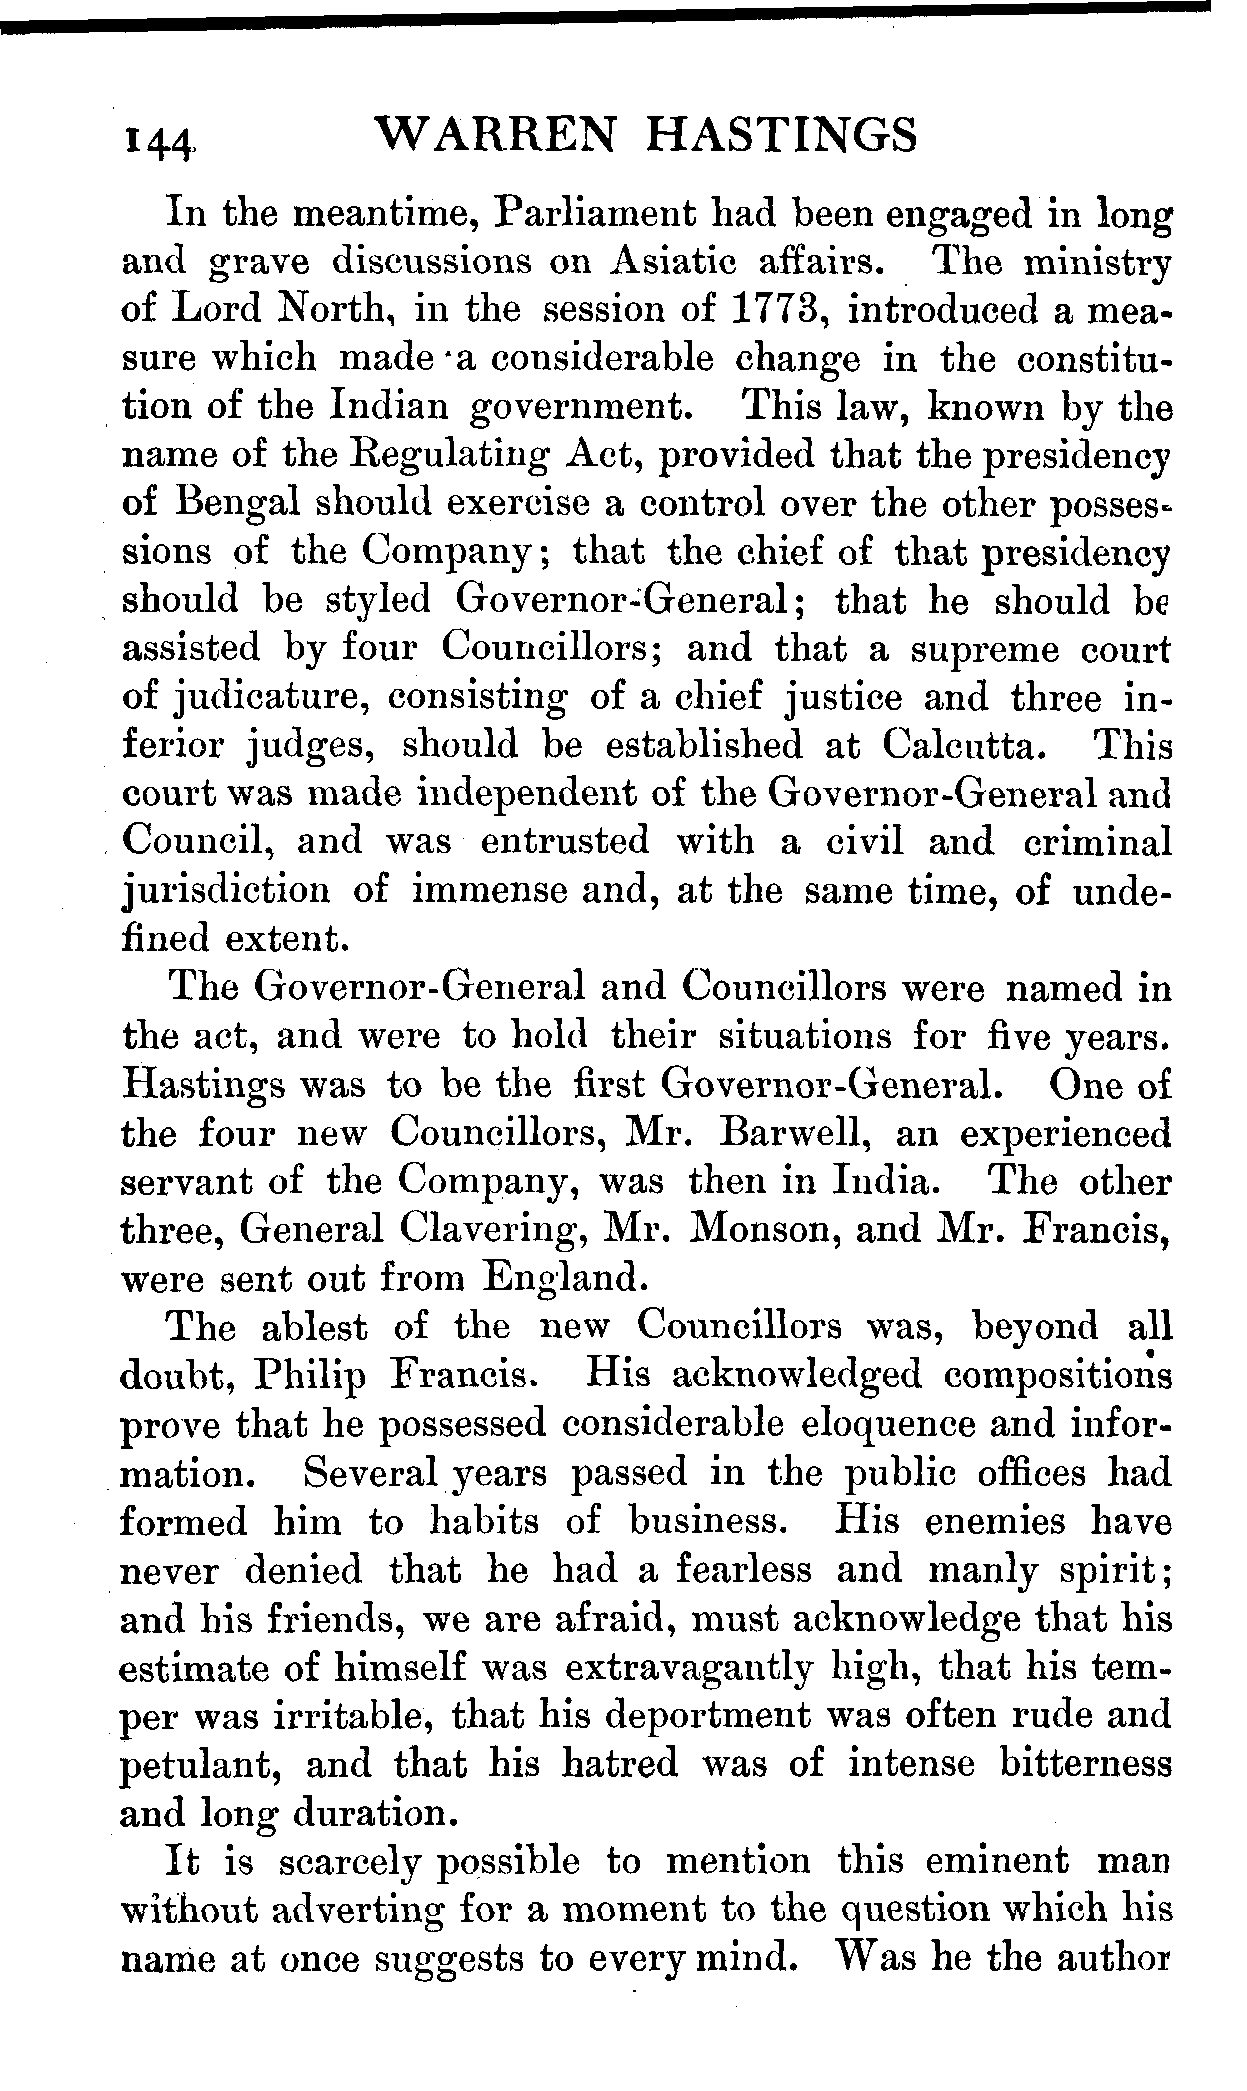 144 WARREN HASTINGS
In the meantime, Parliament had been engaged in long
and grave discussions on Asiatic affairs. The ministry
of Lord North, in the session of 1773, introduced a mea-
sure which made a considerable change in the constitu-
tion of the Indian government. This law, known by the
name of the Regulating Act, provided that the presidency
of Bengal should exercise a control over the other posses-
sions of the Company; that the chief of that presidency
should be styled Governor-General; that he should be
assisted by four Councillors; and that a supreme court
of judicature, consisting of a chief justice and three in-
ferior judges, should be established at Calcutta. This
court was made independent of the Governor-General and
Council, and was entrusted with a civil and criminal
jurisdiction of immense and, at the same time, of unde-
fined extent.
The Governor-General and Councillors were named in
the act, and were to hold their situations for five years.
Hastings was to be the first Governor-General. One of
the four new Councillors, Mr. Barwell, an experienced
servant of the Company, was then in India. The other
three, General Clavering, Mr. Monson, and Mr. Francis,
were sent out from England.
The ablest of the new Councillors was, beyond all
doubt, Philip Francis. His acknowledged compositions
prove that he possessed considerable eloquence and infor-
mation. Several years passed in the public offices had
formed him to habits of business. His enemies have
never denied that he had a fearless and manly spirit;
and his friends, we are afraid, must acknowledge that his
estimate of himself was extravagantly high, that his tem-
per was irritable, that his deportment was often rude and
petulant, and that his hatred was of intense bitterness
and long duration.
It is scarcely possible to mention this eminent man
without adverting for a moment to the question which his
name at once suggests to every mind. Was he the author